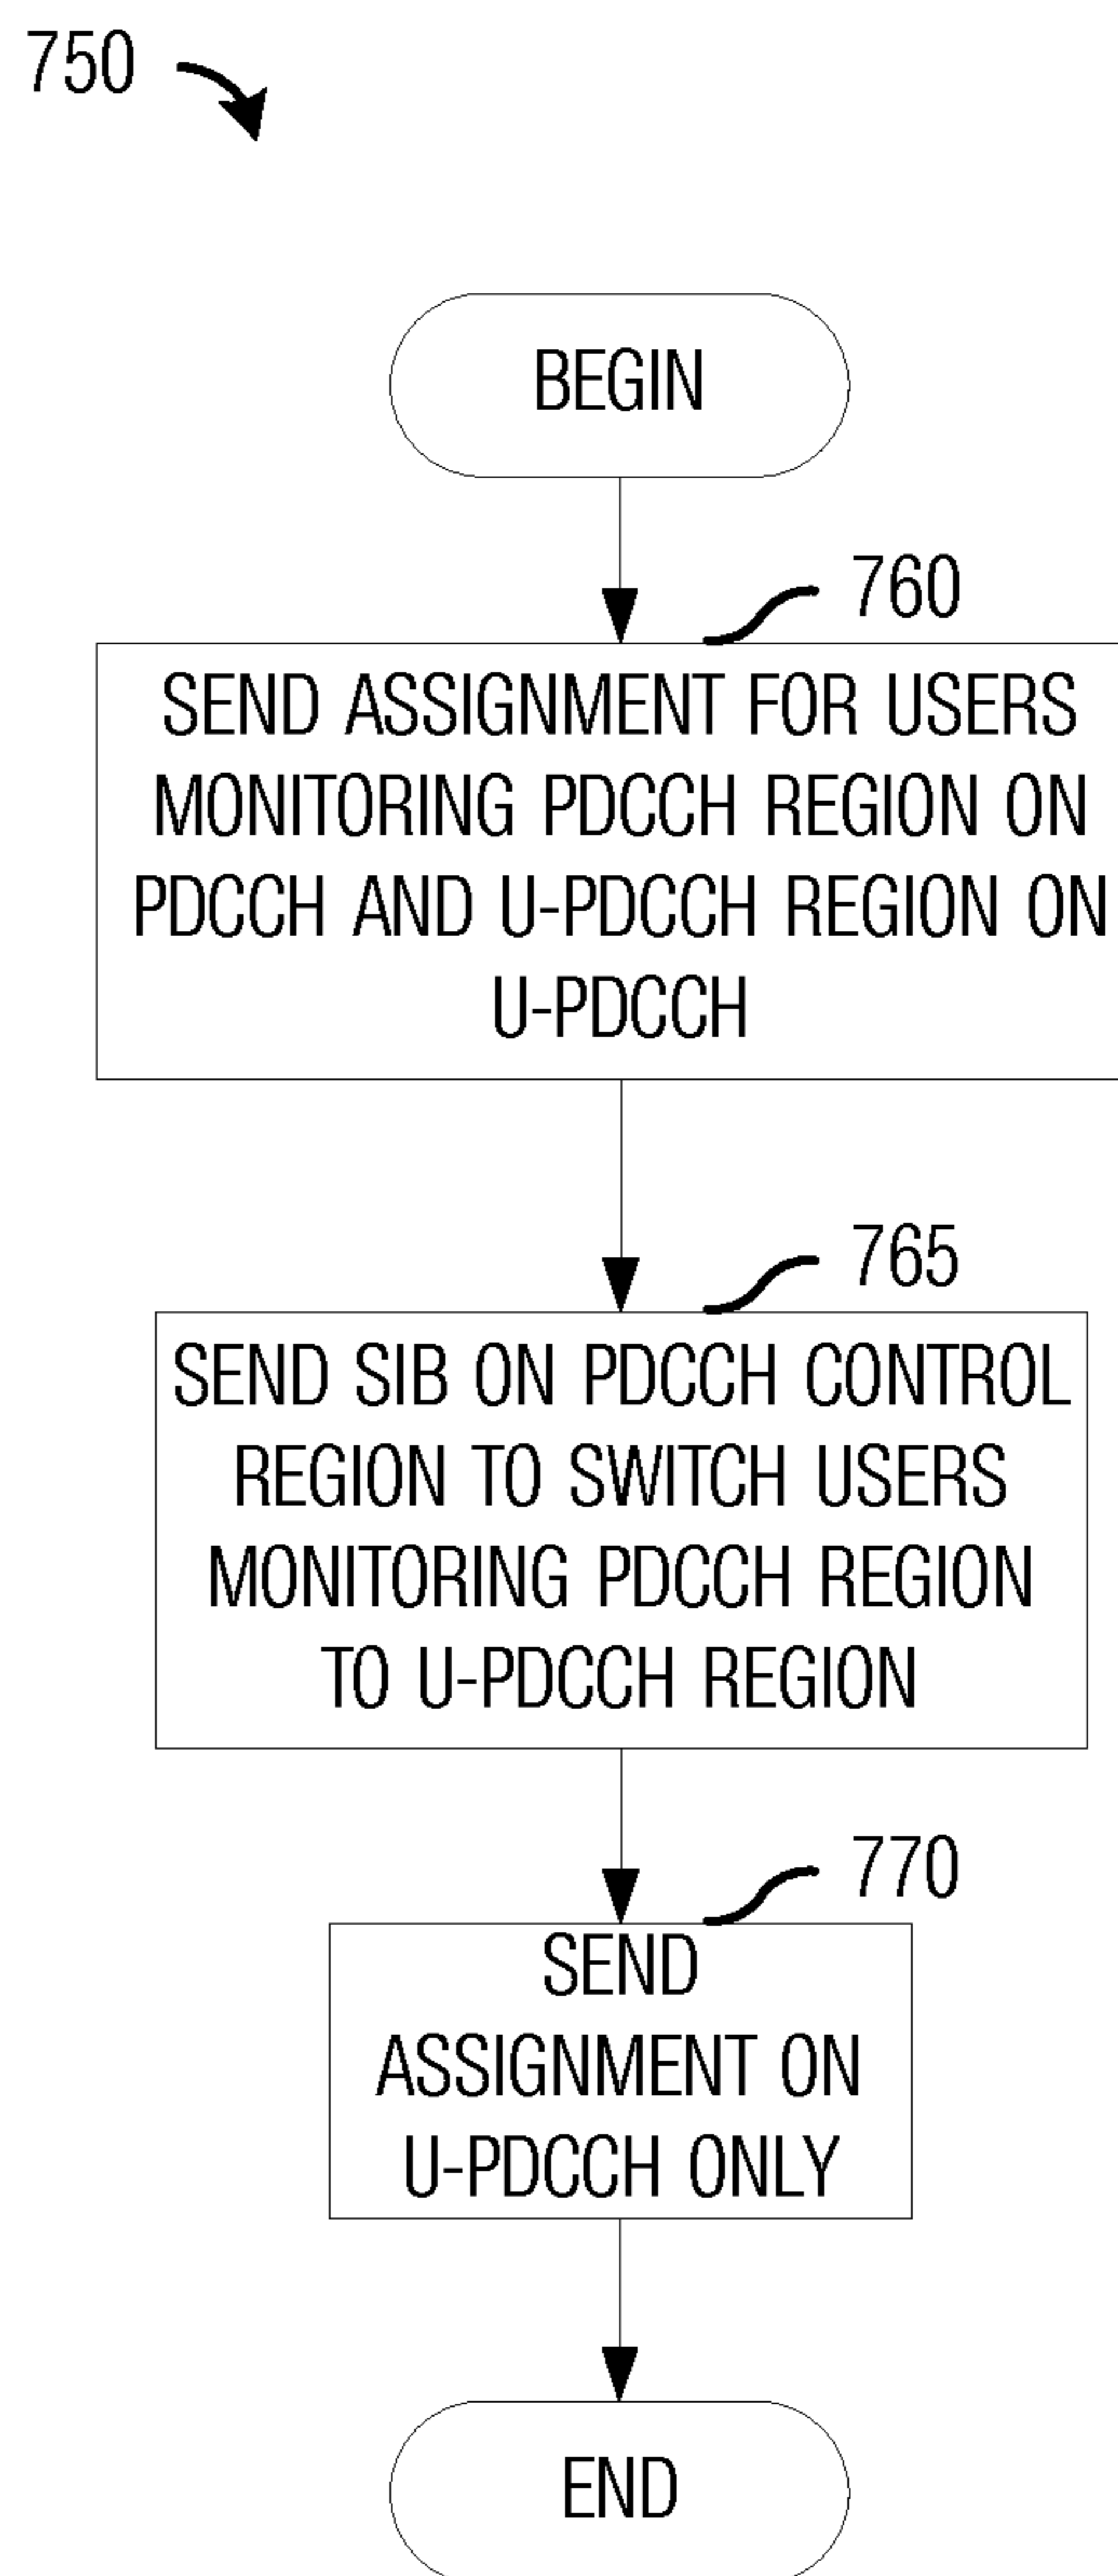 750
BEGIN
760
SEND ASSIGNMENT FOR USERS
MONITORING PDCCH REGION ON
PDCCH AND U-PDCCH REGION ON
U-PDCCH
765
SEND SIB ON PDCCH CONTROL
REGION TO SWITCH USERS
MONITORING PDCCH REGION
TO U-PDCCH REGION
770
SEND
ASSIGNMENT ON
U-PDCCH ONLY
END